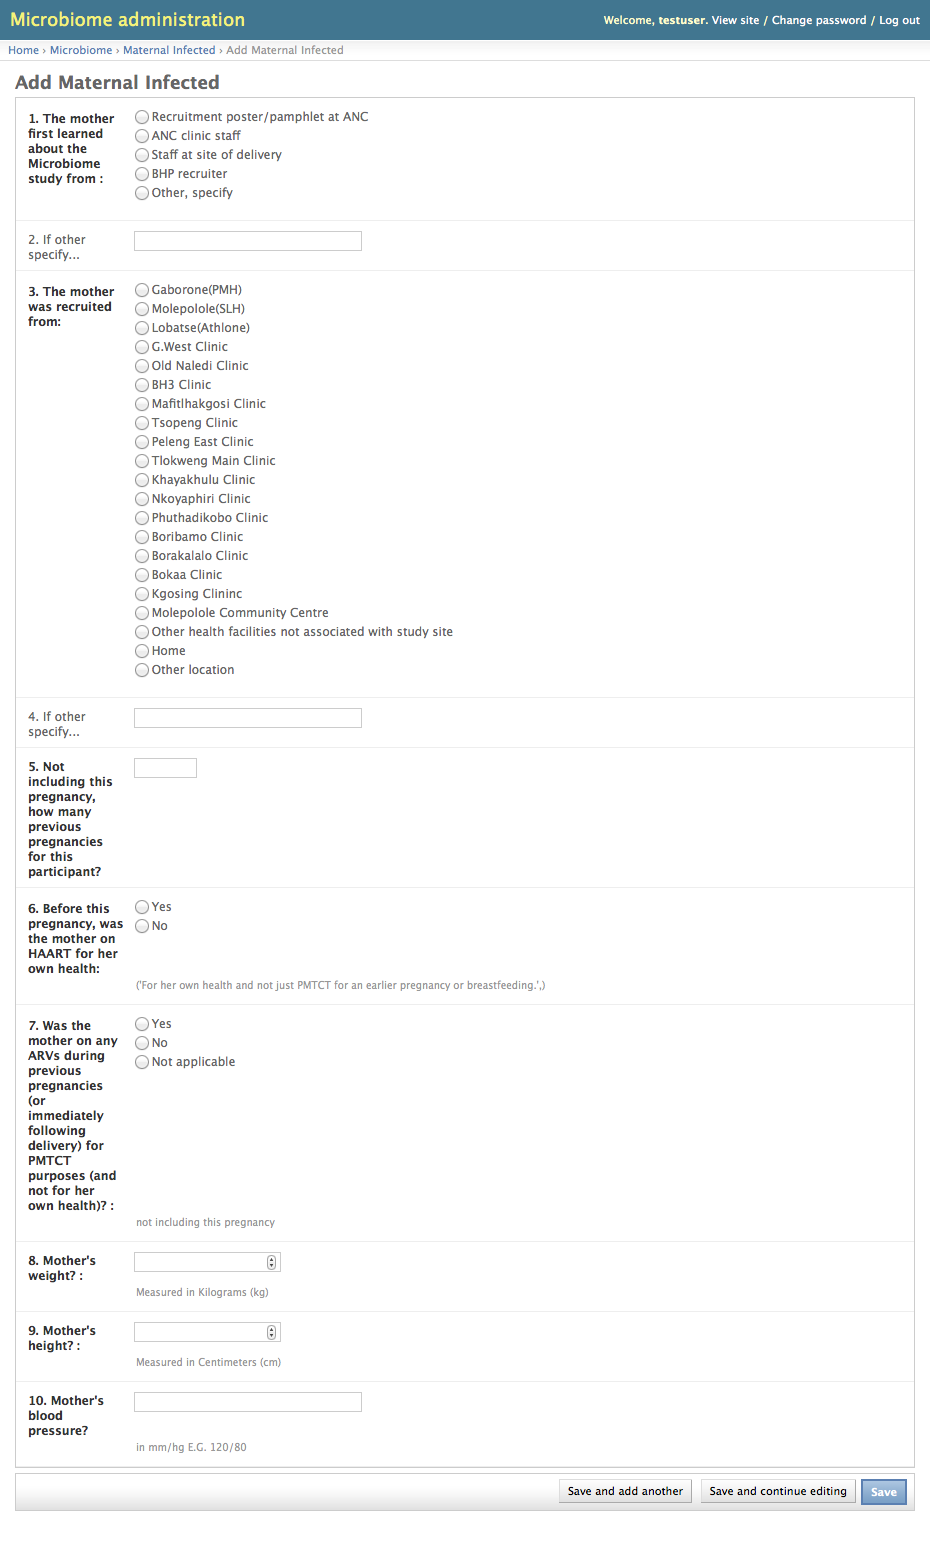 Microbiome administration
Welcome, testuser. View site / Change password / Log out
Home › Microbiome › Maternal Infected › Add Maternal Infected
Add Maternal Infected
1. The mother
first learned
about the
Microbiome
study from :
Recruitment poster/pamphlet at ANC
ANC clinic staff
Staff at site of delivery
BHP recruiter
Other, specify
2. If other
specify...
3. The mother
was recruited
from:
Gaborone(PMH)
Molepolole(SLH)
Lobatse(Athlone)
G.West Clinic
Old Naledi Clinic
BH3 Clinic
Mafitlhakgosi Clinic
Tsopeng Clinic
Peleng East Clinic
Tlokweng Main Clinic
Khayakhulu Clinic
Nkoyaphiri Clinic
Phuthadikobo Clinic
Boribamo Clinic
Borakalalo Clinic
Bokaa Clinic
Kgosing Clininc
Molepolole Community Centre
Other health facilities not associated with study site
Home
Other location
4. If other
specify...
5. Not
including this
pregnancy,
how many
previous
pregnancies
for this
participant?
6. Before this
pregnancy, was
the mother on
HAART for her
own health:
Yes
No
('For her own health and not just PMTCT for an earlier pregnancy or breastfeeding.',)
7. Was the
mother on any
ARVs during
previous
pregnancies
(or
immediately
following
delivery) for
PMTCT
purposes (and
not for her
own health)? :
Yes
No
Not applicable
not including this pregnancy
8. Mother's
weight? :
Measured in Kilograms (kg)
9. Mother's
height? :
Measured in Centimeters (cm)
10. Mother's
blood
pressure?
in mm/hg E.G. 120/80
Save and add another
Save and continue editing
Save